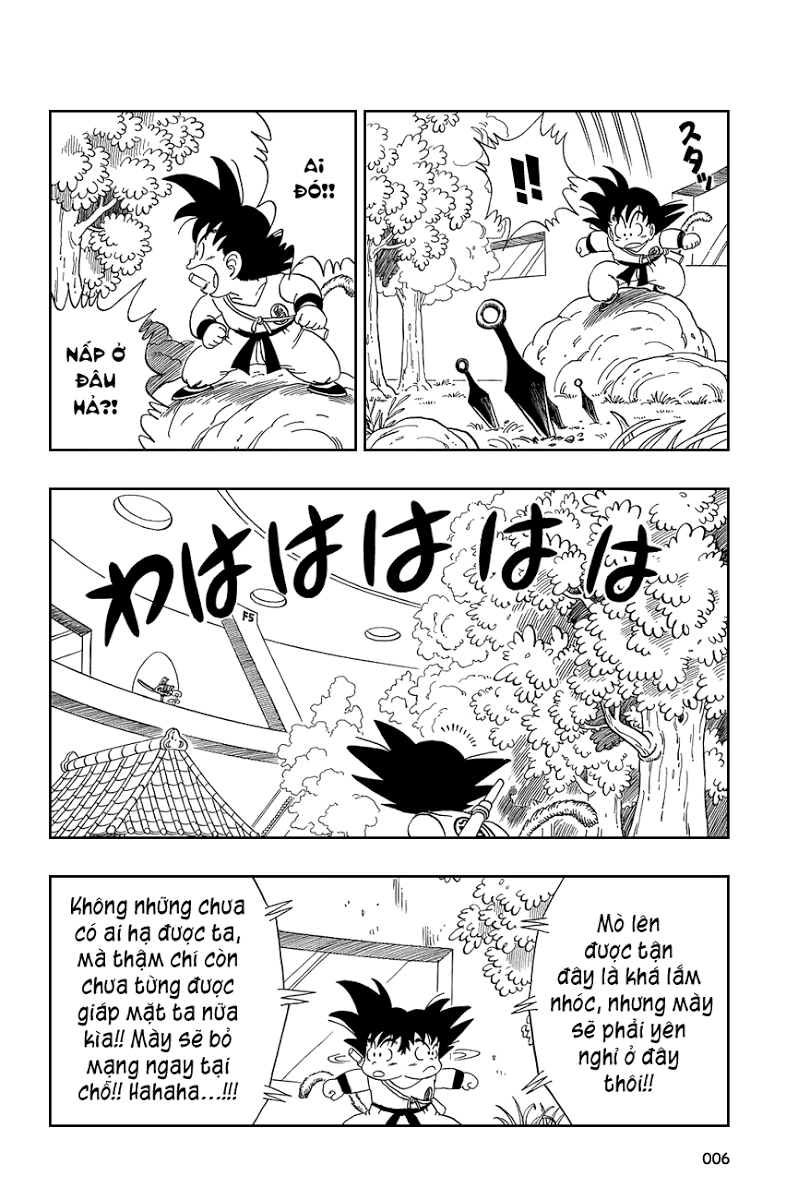 スタッ
!!
AI
ĐÓ!!
NẤP Ở
ĐÂU
HẢ?!
わはははははは
F5
Mò lên
được tận
đây là khá lắm
nhóc, nhưng mày
sẽ phải yên
nghỉ ở đây
thôi!!
Không những chưa
có ai hạ được ta,
mà thậm chí còn
chưa từng được
giáp mặt ta nữa
kìa!! Mày sẽ bỏ
mạng ngay tại
chỗ!! Hahaha...!!!
006